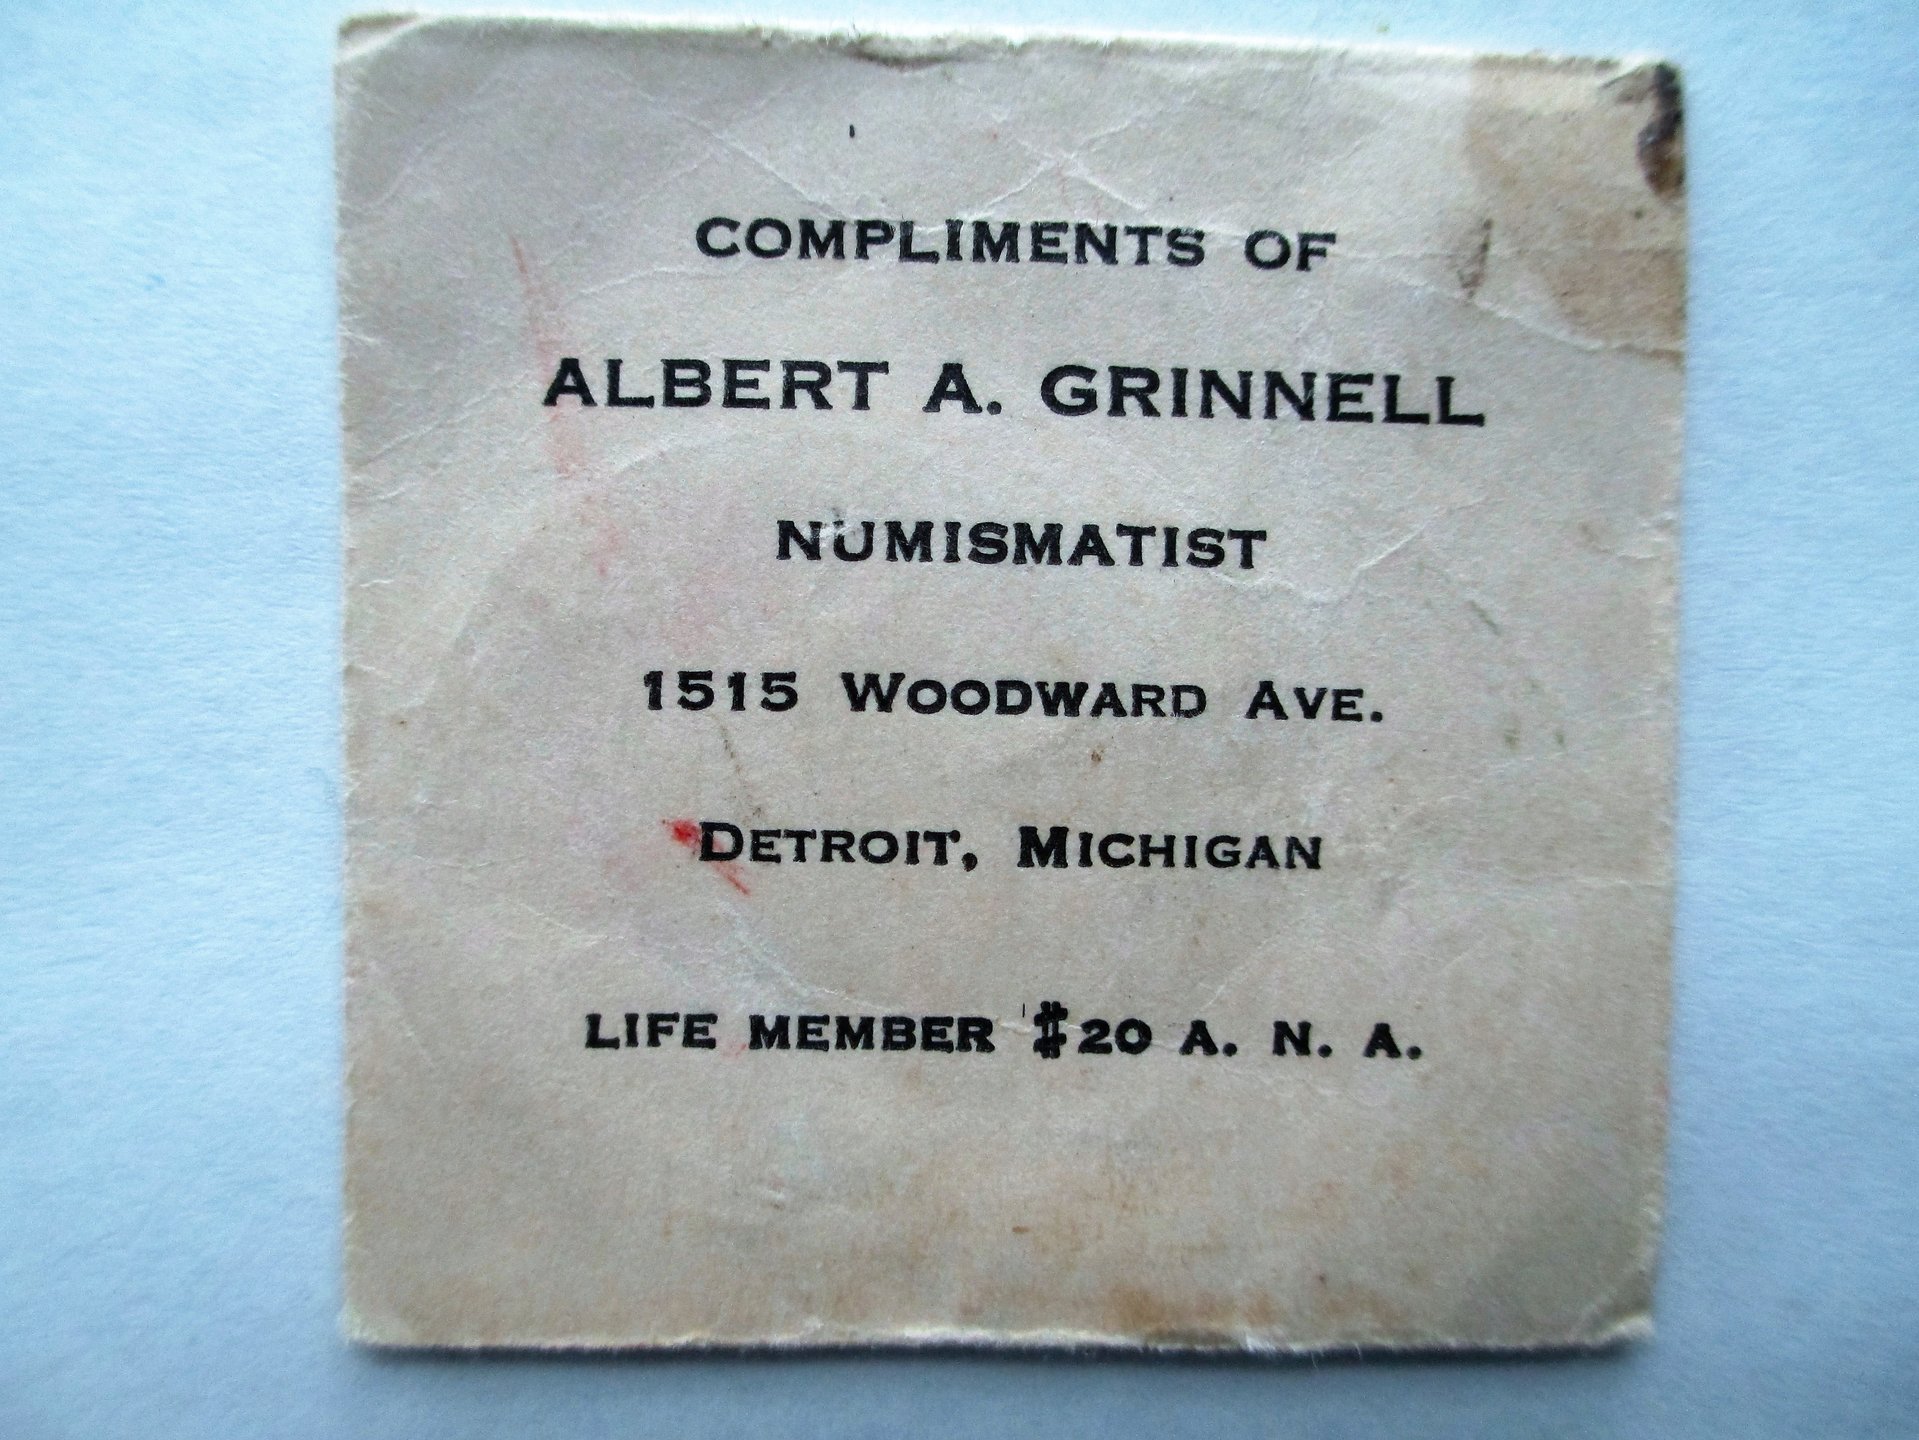 COMPLIMENTS OF
ALBERT A. GRINNELL
NUMISMATIST
1515 WOODWARD AVE.
DETROIT, MICHIGAN
LIFE MEMBER #20 A. N. A.